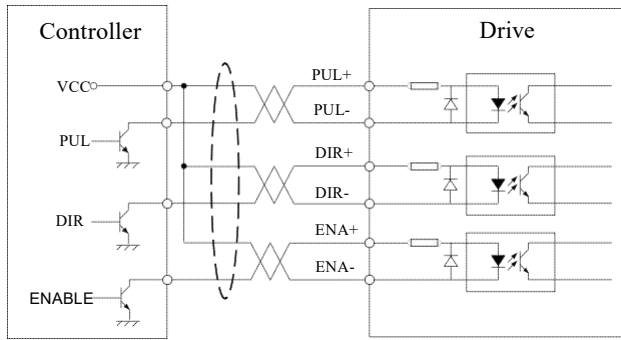 Controller
Drive
VCC
PUL+
PUL-
PUL
DIR+
DIR-
DIR
ENA+
ENA-
ENABLE